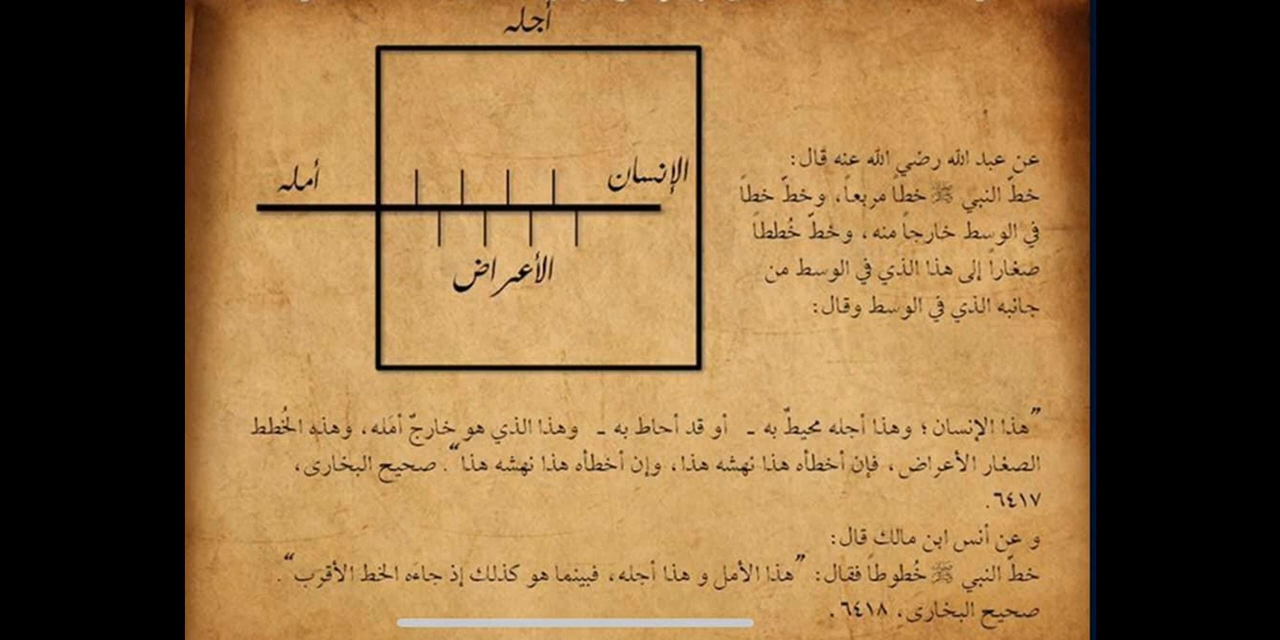 أجله
الإنسان
أمله
الأعراض
عن عبد الله رضي الله عنه قال:
خطّ النبي ﷺ خطاً مربعاً، وخطّ خطاً
في الوسط خارجاً منه، وخطّ خُططاً
صغاراً إلى هذا الذي في الوسط من
جانبه الذي في الوسط وقال:
”هذا الإنسان؛ وهذا أجله محيطٌ به ـ أو قد أحاط به ـ وهذا الذي هو خارجٌ أمَله، وهذه الخُطط
الصغار الأعراض، فإن أخطأه هذا نهشه هذا، وإن أخطأه هذا نهشه هذا“. صحيح البخارى،
٦٤١٧.
و عن أنس ابن مالك قال:
خطّ النبي ﷺ خُطوطاً فقال: ”هذا الأمل و هذا أجله، فبينما هو كذلك إذ جاءَه الخط الأقرب“.
صحيح البخارى، ٦٤١٨.